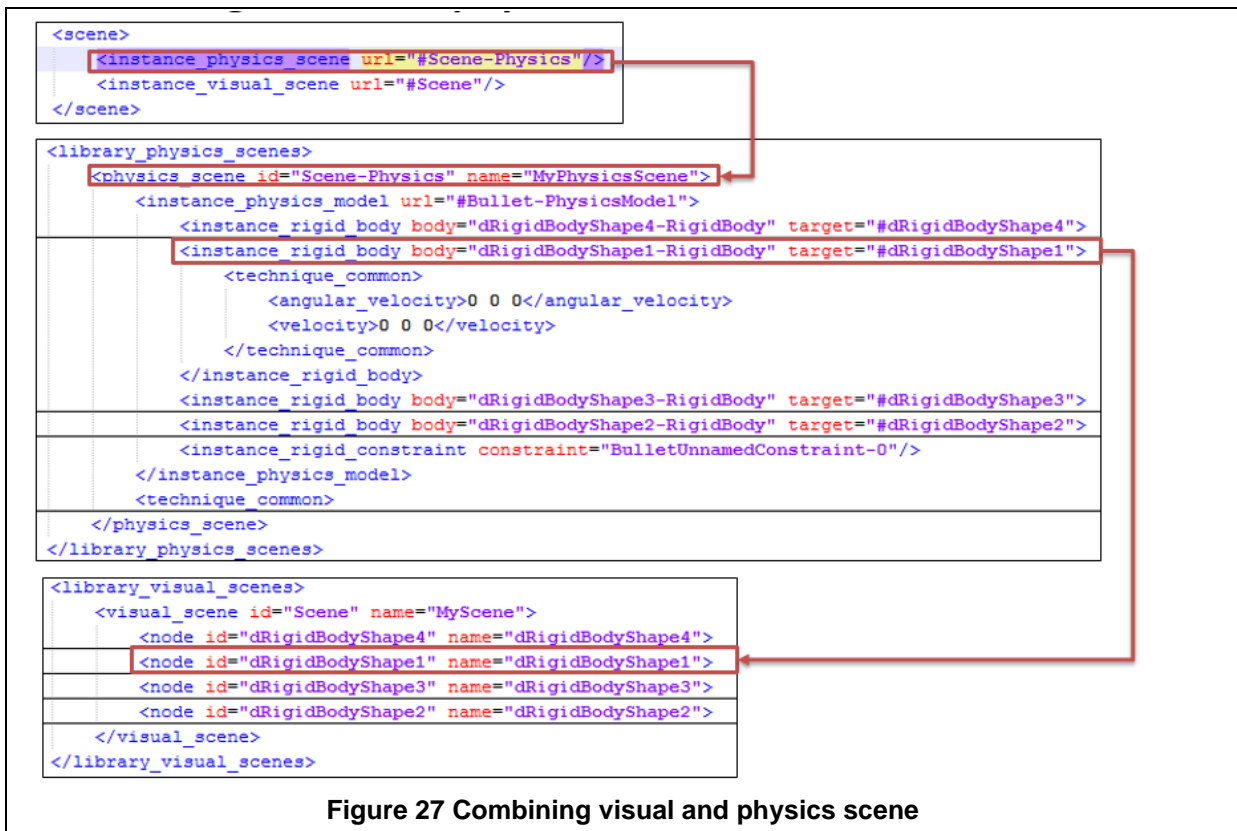 <scene>
<instance_physics_scene url="#Scene-Physics"/>
<instance_visual_scene url="#Scene"/>
</scene>
<library_physics_scenes>
<physics_scene id="Scene-Physics" name="MyPhysicsScene">
<instance_physics_model url="#Bullet-PhysicsModel">
<instance_rigid_body body="dRigidBodyShape4-RigidBody" target="#dRigidBodyShape4">
<instance_rigid_body body="dRigidBodyShape1-RigidBody" target="#dRigidBodyShape1">
<technique_common>
<angular_velocity>0 0 0</angular_velocity>
<velocity>0 0 0</velocity>
</technique_common>
</instance_rigid_body>
<instance_rigid_body body="dRigidBodyShape3-RigidBody" target="#dRigidBodyShape3">
<instance_rigid_body body="dRigidBodyShape2-RigidBody" target="#dRigidBodyShape2">
<instance_rigid_constraint constraint="BulletUnnamedConstraint-0"/>
</instance_physics_model>
<technique_common>
</physics_scene>
</library_physics_scenes>
<library_visual_scenes>
<visual_scene id="Scene" name="MyScene">
<node id="dRigidBodyShape4" name="dRigidBodyShape4">
<node id="dRigidBodyShape1" name="dRigidBodyShape1">
<node id="dRigidBodyShape3" name="dRigidBodyShape3">
<node id="dRigidBodyShape2" name="dRigidBodyShape2">
</visual_scene>
</library_visual_scenes>
Figure 27 Combining visual and physics scene